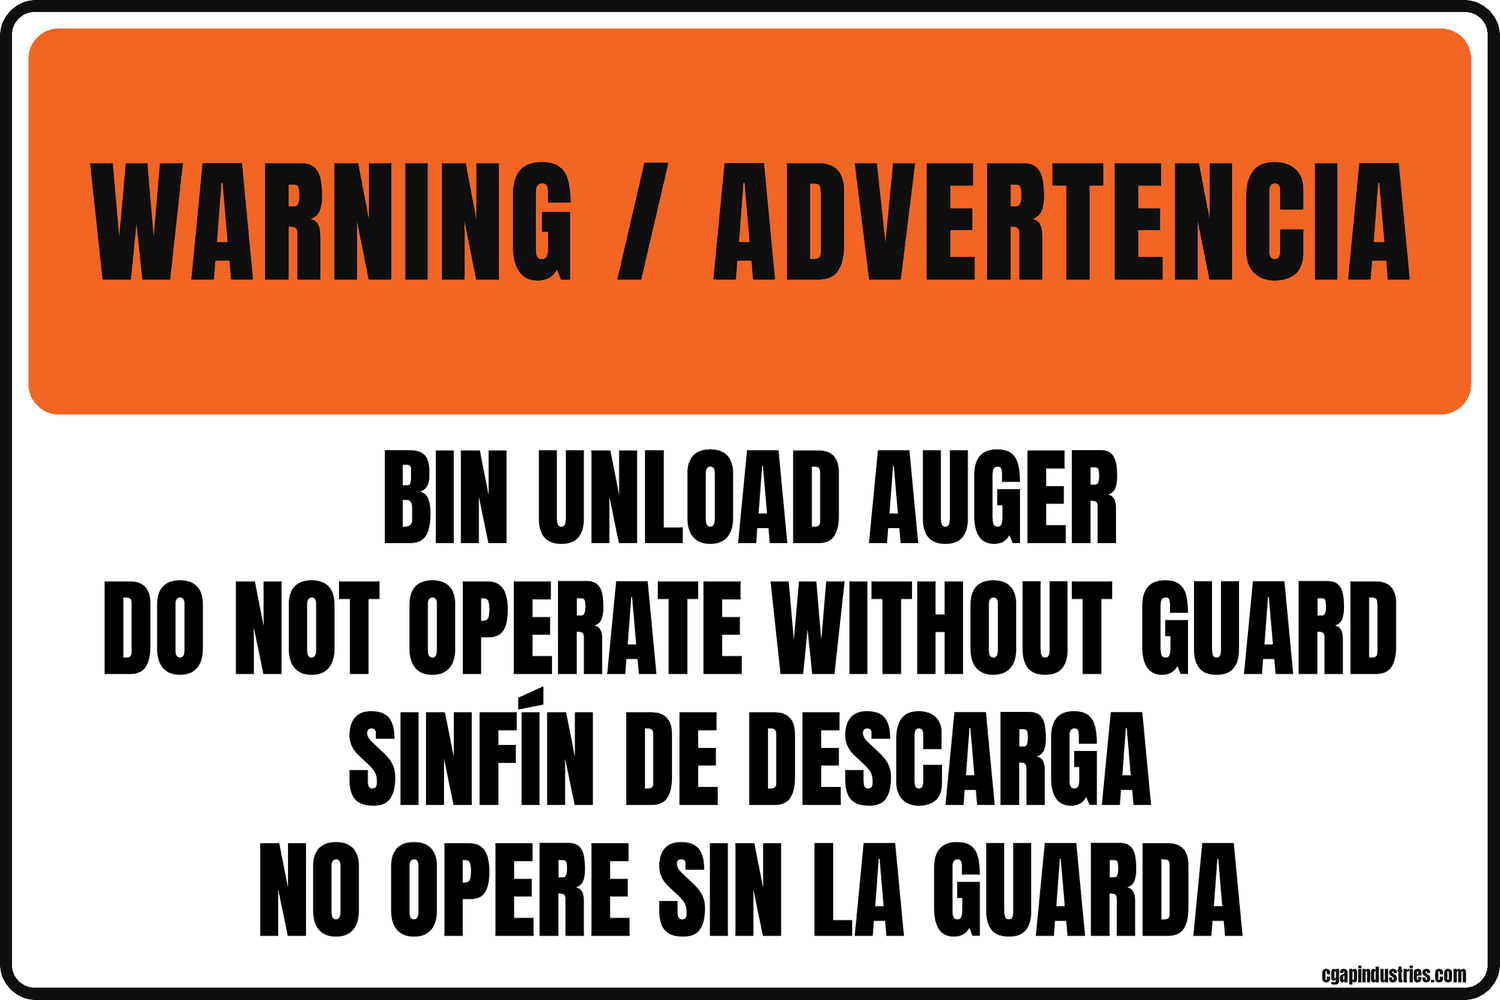 WARNING / ADVERTENCIA
BIN UNLOAD AUGER
DO NOT OPERATE WITHOUT GUARD
SINFÍN DE DESCARGA
NO OPERE SIN LA GUARDA
cgapindustries.com